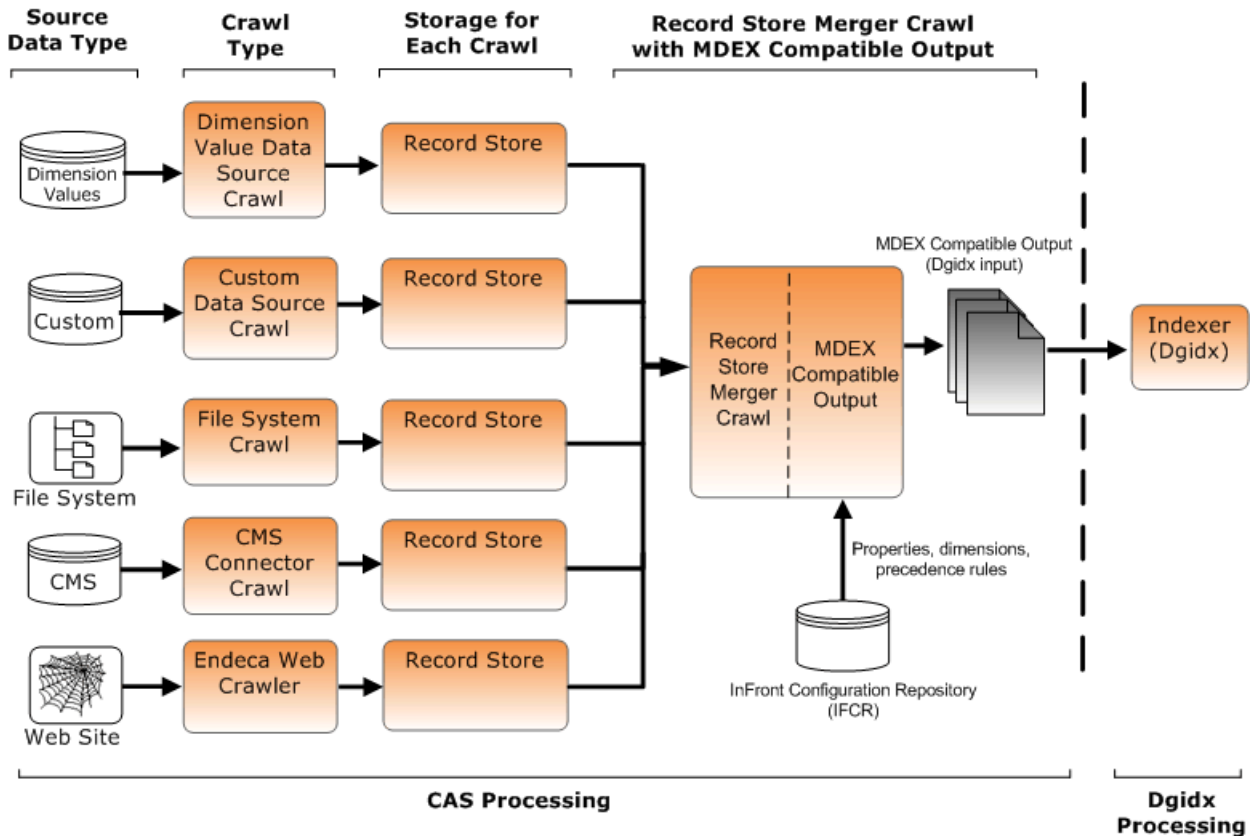 Source
Data Type
Crawl
Type
Storage for
Each Crawl
Record Store Merger Crawl
with MDEX Compatible Output
Dimension
Values
Dimension
Value Data
Source
Crawl
Record Store
Custom
Custom
Data Source
Crawl
Record Store
File System
File System
Crawl
Record Store
CMS
CMS
Connector
Crawl
Record Store
Web Site
Endeca Web
Crawler
Record Store
Record
Store
Merger
Crawl
MDEX
Compatible
Output
MDEX Compatible Output
(Dgidx input)
Indexer
(Dgidx)
Properties, dimensions,
precedence rules
InFront Configuration Repository
(IFCR)
CAS Processing
Dgidx
Processing